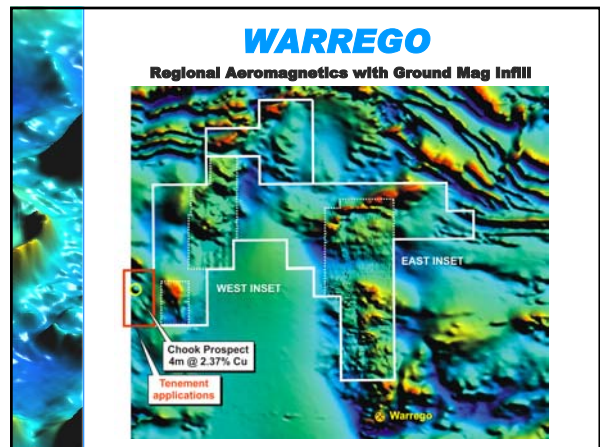 WARREGO
Regional Aeromagnetics with Ground Mag Infill
EAST INSET
WEST INSET
Chook Prospect
4m @ 2.37% Cu
Tenement
applications
Warrego